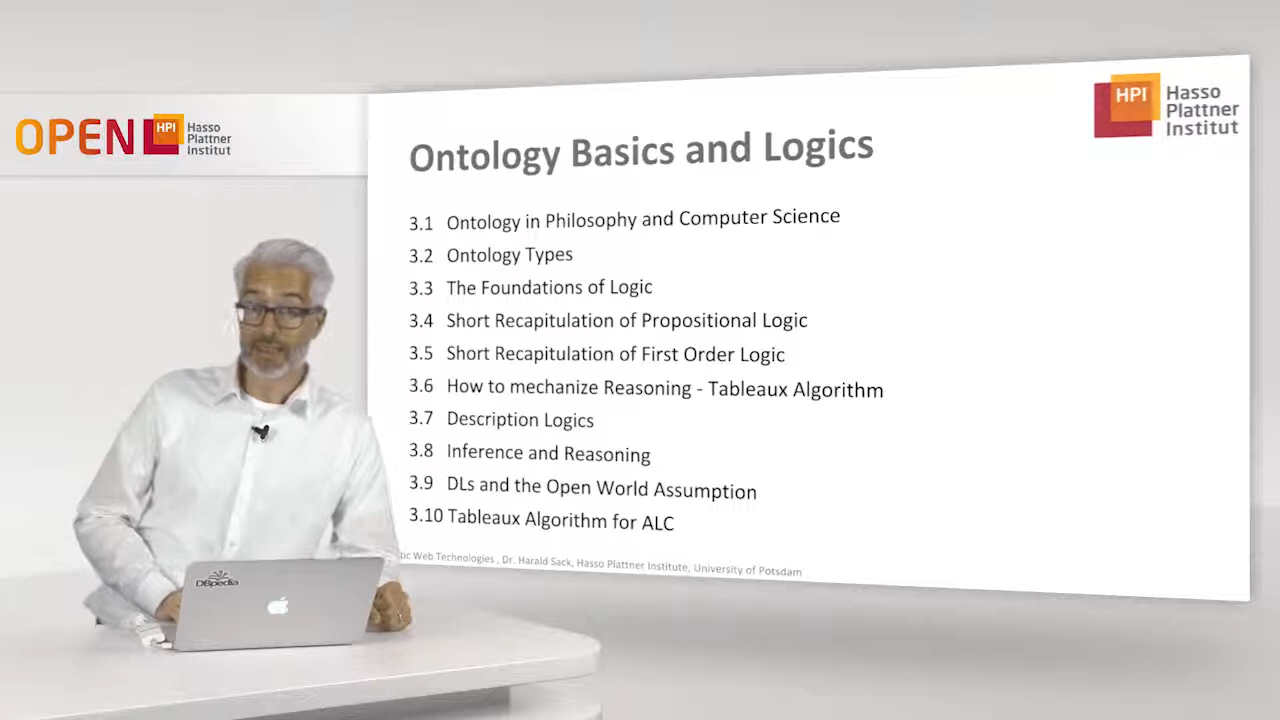 OPEN HPI Hasso Plattner Institut
HPI Hasso Plattner Institut
Ontology Basics and Logics
3.1 Ontology in Philosophy and Computer Science
3.2 Ontology Types
3.3 The Foundations of Logic
3.4 Short Recapitulation of Propositional Logic
3.5 Short Recapitulation of First Order Logic
3.6 How to mechanize Reasoning - Tableaux Algorithm
3.7 Description Logics
3.8 Inference and Reasoning
3.9 DLs and the Open World Assumption
3.10 Tableaux Algorithm for ALC
tic Web Technologies , Dr. Harald Sack, Hasso Plattner Institute, University of Potsdam
DBpedia